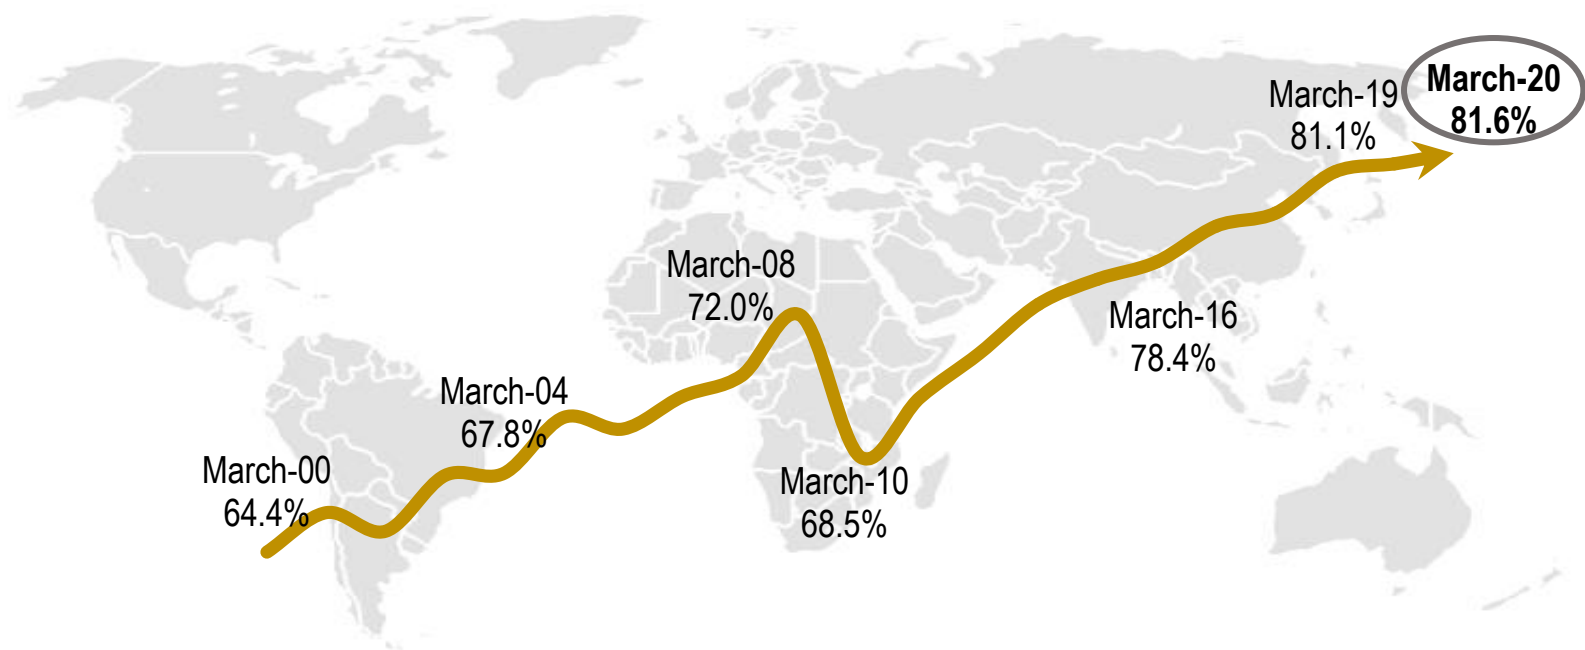 March-00
64.4%
March-04
67.8%
March-08
72.0%
March-10
68.5%
March-16
78.4%
March-19
81.1%
March-20
81.6%